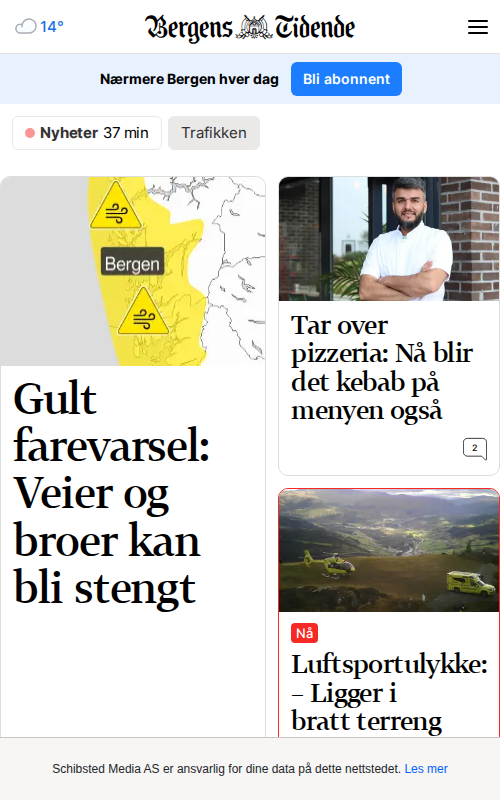 14°
Bergens Tidende
Nærmere Bergen hver dag
Bli abonnent
Nyheter 37 min
Trafikken
Bergen
Gult
farevarsel:
Veier og
broer kan
bli stengt
Tar over
pizzeria: Nå blir
det kebab på
menyen også
2
Nå
Luftsportulykke:
– Ligger i
bratt terreng
Schibsted Media AS er ansvarlig for dine data på dette nettstedet. Les mer